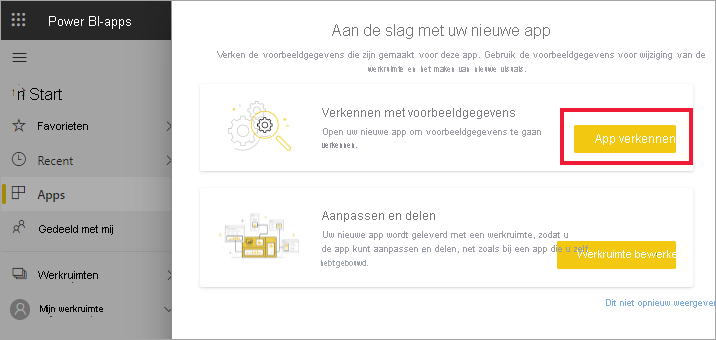 Power BI-apps
Aan de slag met uw nieuwe app
Verken de voorbeeldgegevens die zijn gemaakt voor deze app. Gebruik de voorbeeldgegevens voor wijziging van de
werkruimte en het maken van nieuwe visuals.
Start
Favorieten
Recent
Apps
Gedeeld met mij
Werkruimten
Mijn werkruimte
Verkennen met voorbeeldgegevens
Open uw nieuwe app om voorbeeldgegevens te gaan
verkennen.
App verkennen
Aanpassen en delen
Uw nieuwe app wordt geleverd met een werkruimte, zodat u
de app kunt aanpassen en delen, net zoals bij een app die u zelf
hebtgebouwd.
Werkruimte bewerke
Dit niet opnieuw weergever